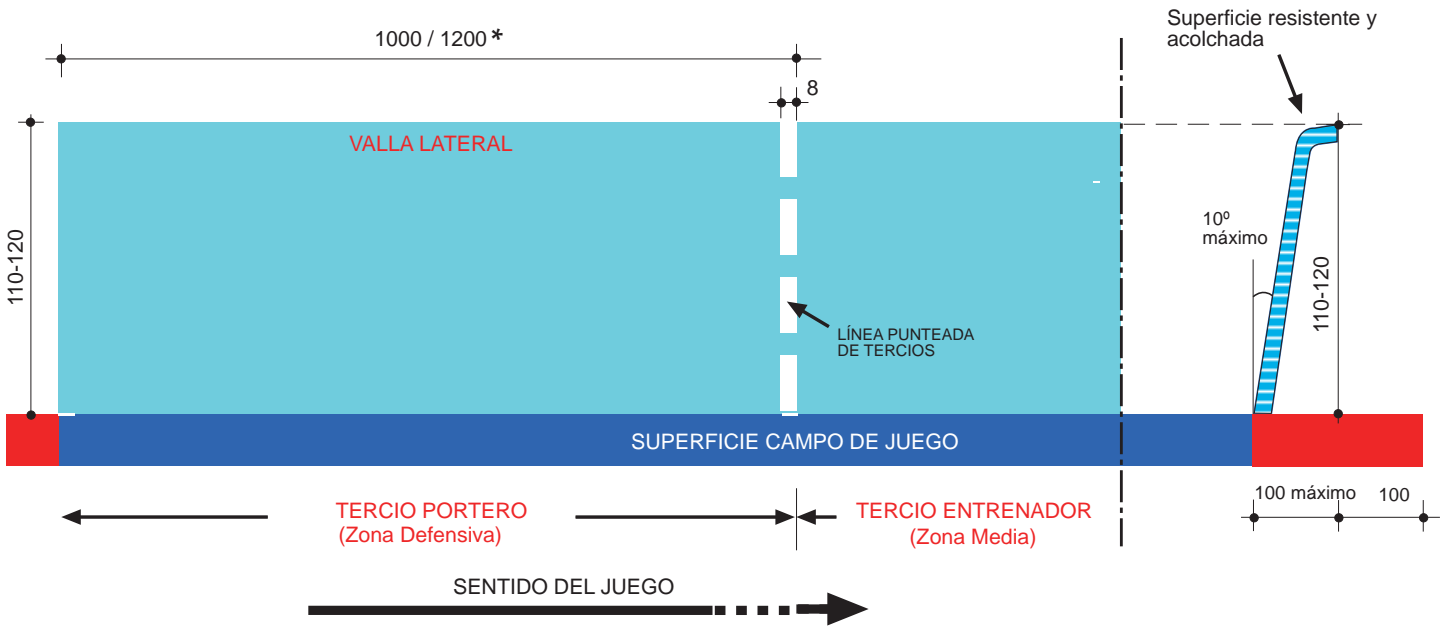 Superficie resistente y
acolchada
1000 / 1200*
8
VALLA LATERAL
110-120
10º
máximo
110-120
LÍNEA PUNTEADA
DE TERCIOS
SUPERFICIE CAMPO DE JUEGO
100 máximo
100
TERCIO PORTERO
(Zona Defensiva)
TERCIO ENTRENADOR
(Zona Media)
SENTIDO DEL JUEGO